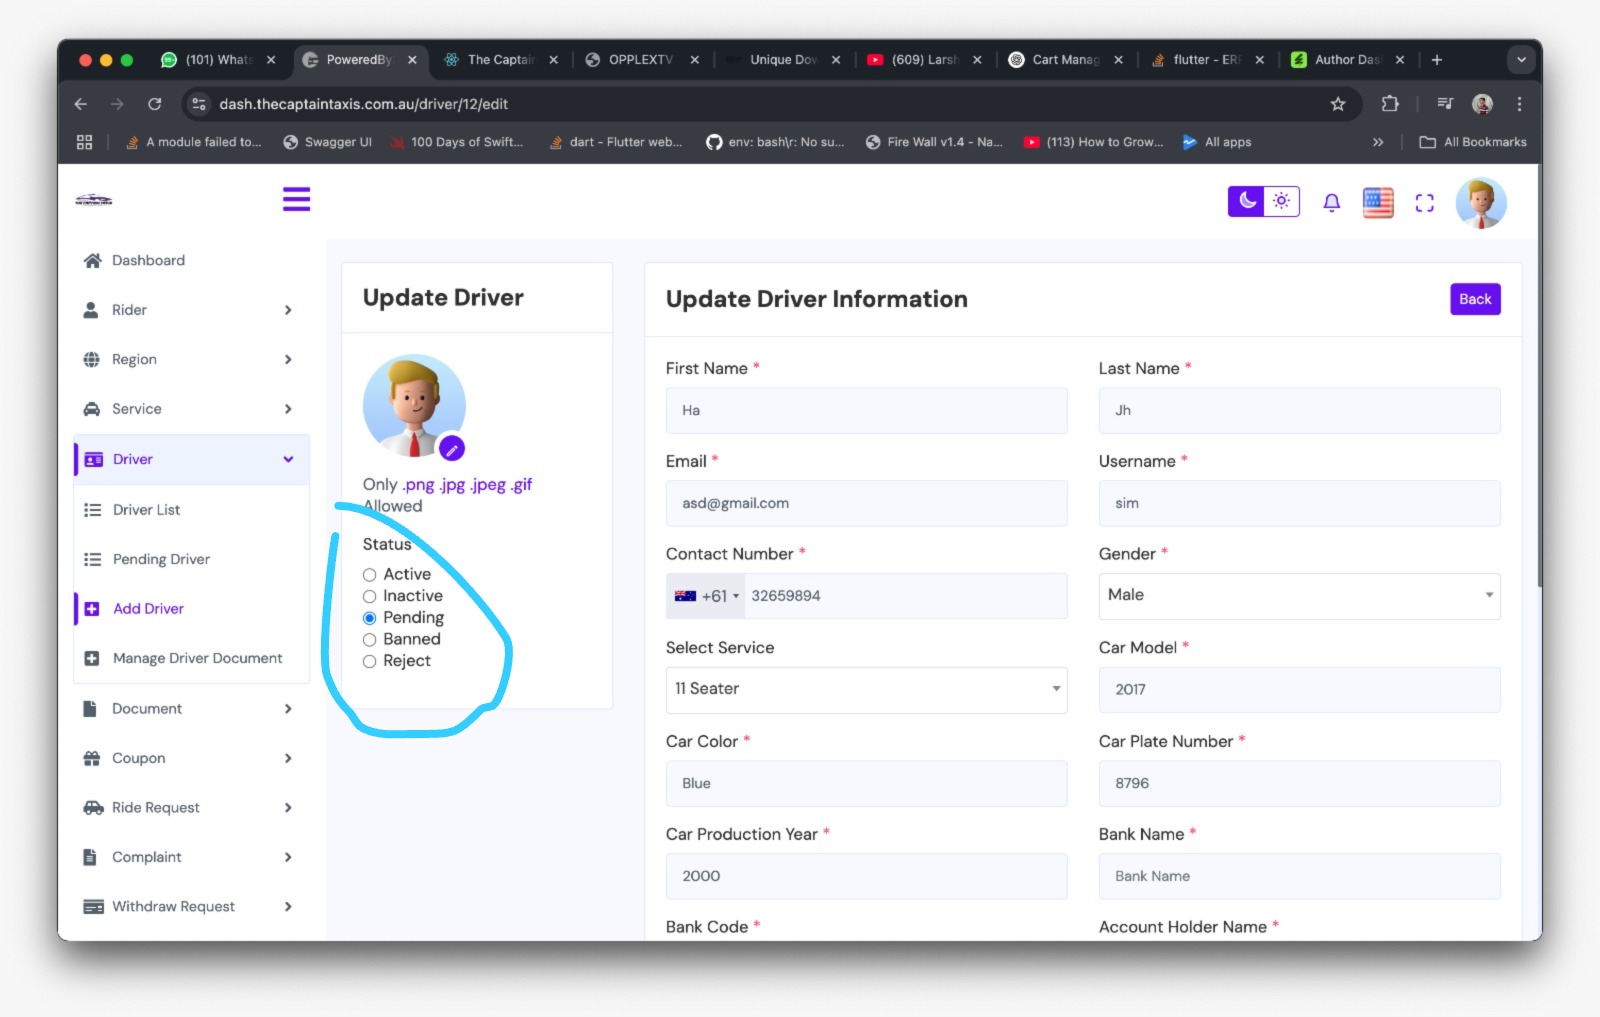 (101) Whats
PoweredBy
The Captain
OPPLEXTV
Unique Dov
(609) Larsh
Cart Manag
flutter - ERR
Author Das
dash.thecaptaintaxis.com.au/driver/12/edit
A module failed to...
Swagger UI
100 Days of Swift...
dart - Flutter web...
env: bash\r: No su...
Fire Wall v1.4 - Na...
(113) How to Grow...
All apps
All Bookmarks
Dashboard
Rider
Region
Service
Driver
Driver List
Pending Driver
Add Driver
Manage Driver Document
Document
Coupon
Ride Request
Complaint
Withdraw Request
Update Driver
Only .png .jpg .jpeg .gif
Allowed
Status
Active
Inactive
Pending
Banned
Reject
Update Driver Information
Back
First Name *
Last Name *
Ha
Jh
Email *
Username *
asd@gmail.com
sim
Contact Number *
Gender *
+61 32659894
Male
Select Service
Car Model *
11 Seater
2017
Car Color *
Car Plate Number *
Blue
8796
Car Production Year *
Bank Name *
2000
Bank Name
Bank Code *
Account Holder Name *